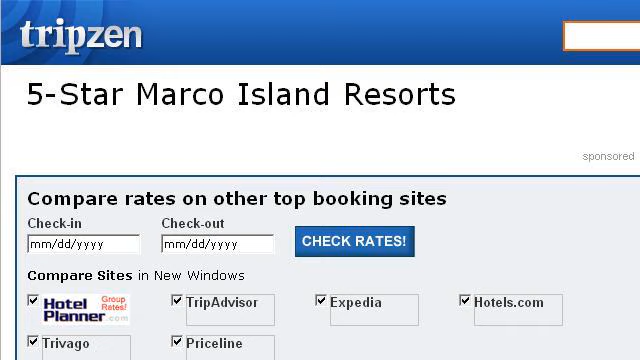 tripzen
5-Star Marco Island Resorts
sponsored
Compare rates on other top booking sites
Check-in Check-out
mm/dd/yyyy mm/dd/yyyy CHECK RATES!
Compare Sites in New Windows
Hotel Planner.com Group Rates! TripAdvisor Expedia Hotels.com
Trivago Priceline